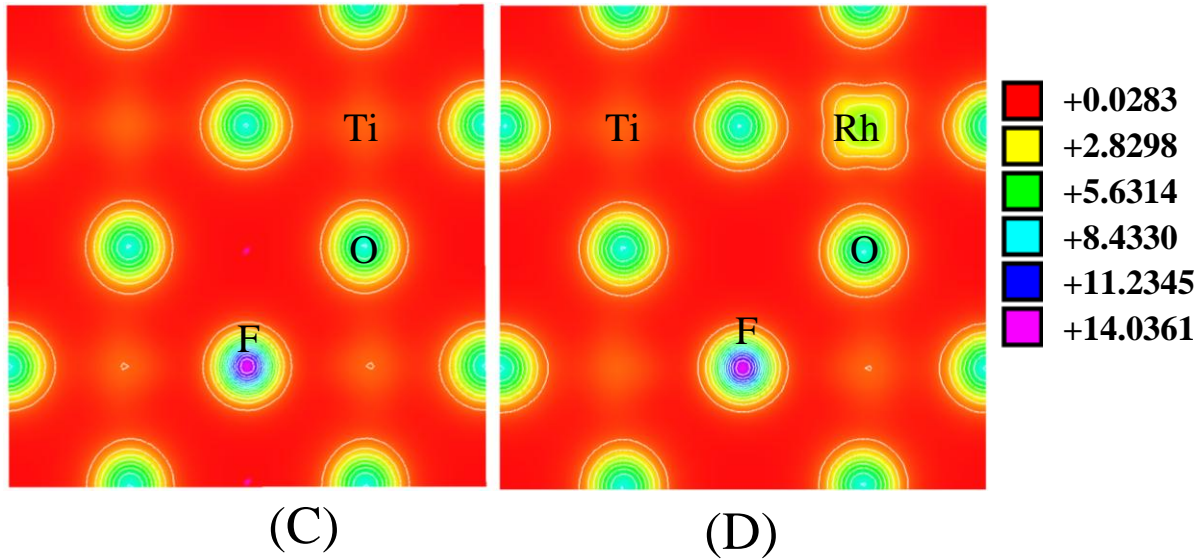 Ti
O
F
(C)
Ti
Rh
O
F
(D)
+0.0283
+2.8298
+5.6314
+8.4330
+11.2345
+14.0361